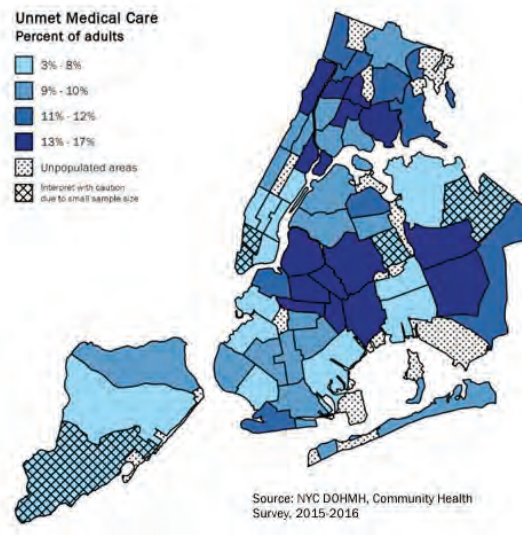 Unmet Medical Care
Percent of adults
3% - 8%
9% - 10%
11% - 12%
13% - 17%
Unpopulated areas
Interpret with caution
due to small sample size
Source: NYC DOHMH, Community Health
Survey, 2015-2016